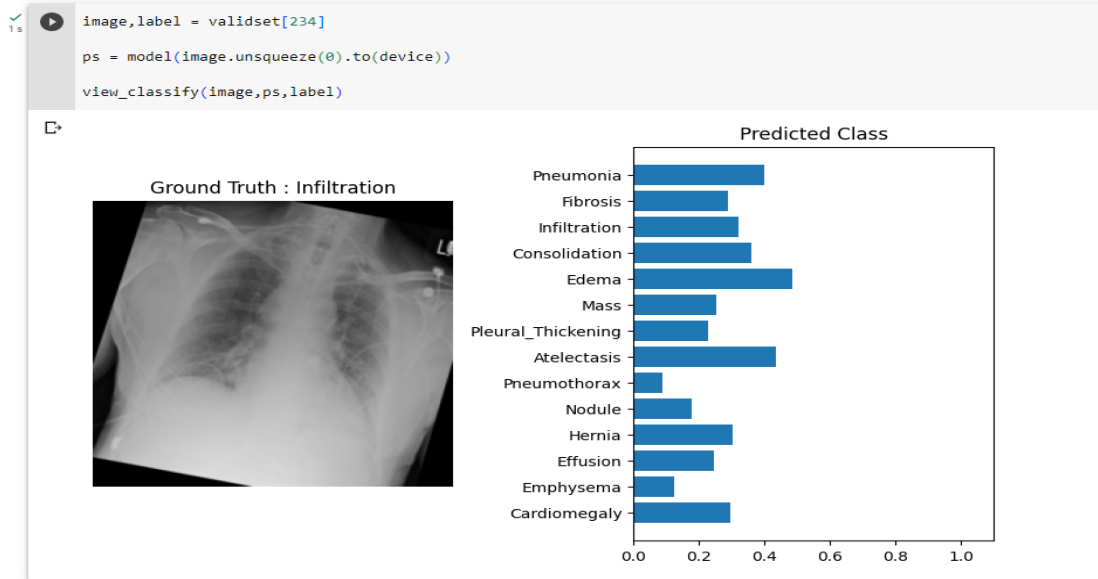 1 s
image,label = validset[234]
ps = model(image.unsqueeze(0).to(device))
view_classify(image,ps,label)
Predicted Class
Ground Truth : Infiltration
Pneumonia
Fibrosis
Infiltration
Consolidation
Edema
Mass
Pleural_Thickening
Atelectasis
Pneumothorax
Nodule
Hernia
Effusion
Emphysema
Cardiomegaly
0.0 0.2 0.4 0.6 0.8 1.0